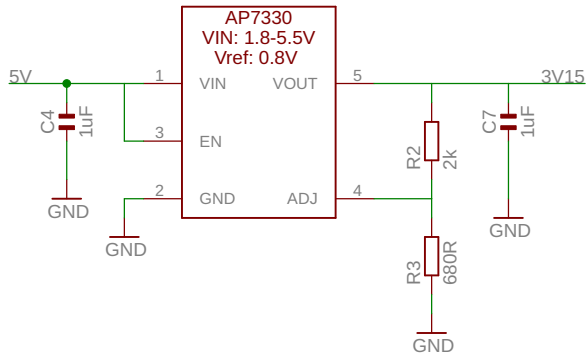 AP7330
VIN: 1.8-5.5V
Vref: 0.8V
5V
1
VIN
VOUT
5
3V15
C4
1uF
3
EN
R2
2k
C7
1uF
2
GND
ADJ
4
GND
GND
GND
R3
680R
GND